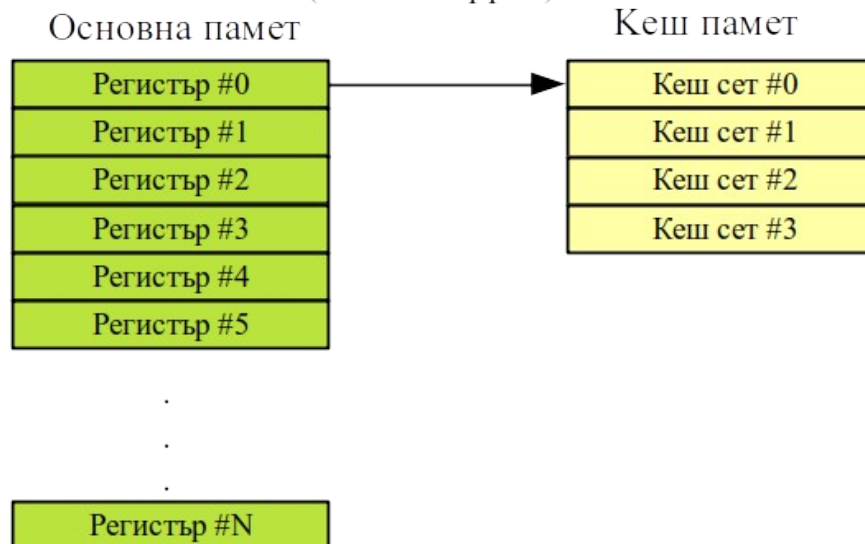 Основна памет
Кеш памет
Регистър #0
Кеш сет #0
Регистър #1
Кеш сет #1
Регистър #2
Кеш сет #2
Регистър #3
Кеш сет #3
Регистър #4
Регистър #5
.
.
.
Регистър #N